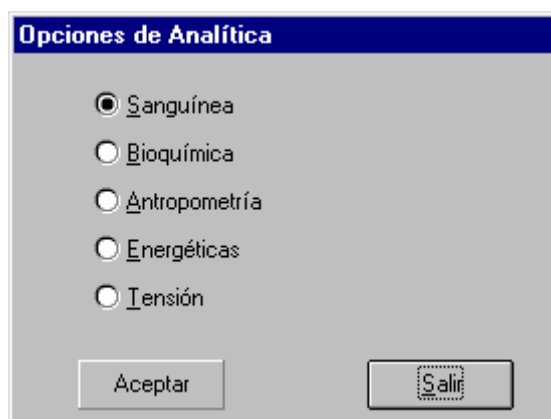 Opciones de Analítica
Sanguínea
Bioquímica
Antropometría
Energéticas
Tensión
Aceptar Salir